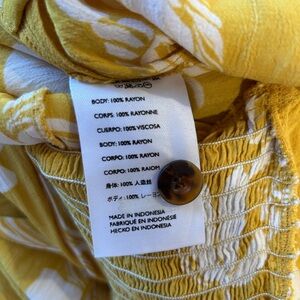 BODY: 100% RAYON
CORPS: 100% RAYONNE
CUERPO: 100% VISCOSA
BODY: 100% RAYON
CORPO: 100% RAYON
CORPO: 100% RAIOM
身体: 100% 人造丝
ボディ: 100% レーヨン
MADE IN INDONESIA
FABRIQUÉ EN INDONÉSIE
HECHO EN INDONESIA